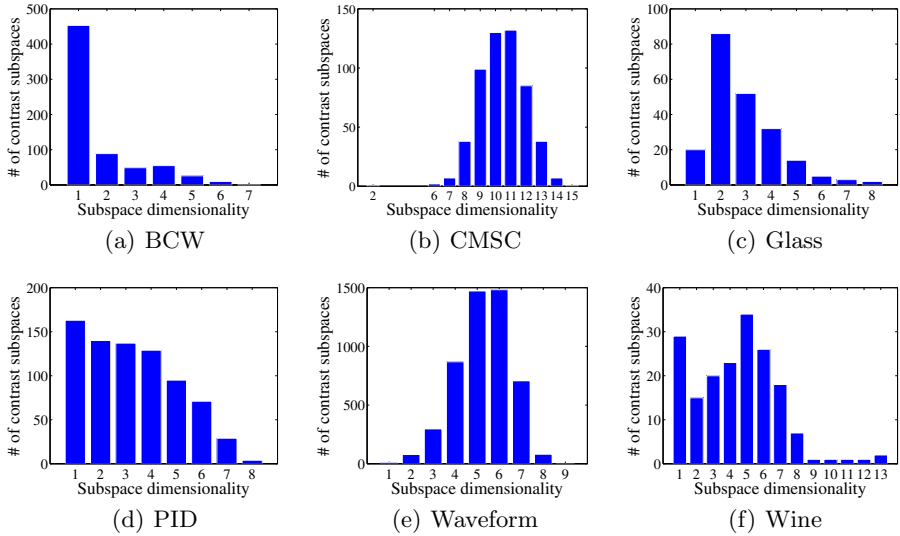 # of contrast subspaces
500
400
300
200
100
0
1 2 3 4 5 6 7
Subspace dimensionality
(a) BCW
# of contrast subspaces
150
100
50
0
2 6 7 8 9 10 11 12 13 14 15
Subspace dimensionality
(b) CMSC
# of contrast subspaces
100
80
60
40
20
0
1 2 3 4 5 6 7 8
Subspace dimensionality
(c) Glass
# of contrast subspaces
200
150
100
50
0
1 2 3 4 5 6 7 8
Subspace dimensionality
(d) PID
# of contrast subspaces
1500
1000
500
0
1 2 3 4 5 6 7 8 9
Subspace dimensionality
(e) Waveform
# of contrast subspaces
40
30
20
10
0
1 2 3 4 5 6 7 8 9 10 11 12 13
Subspace dimensionality
(f) Wine